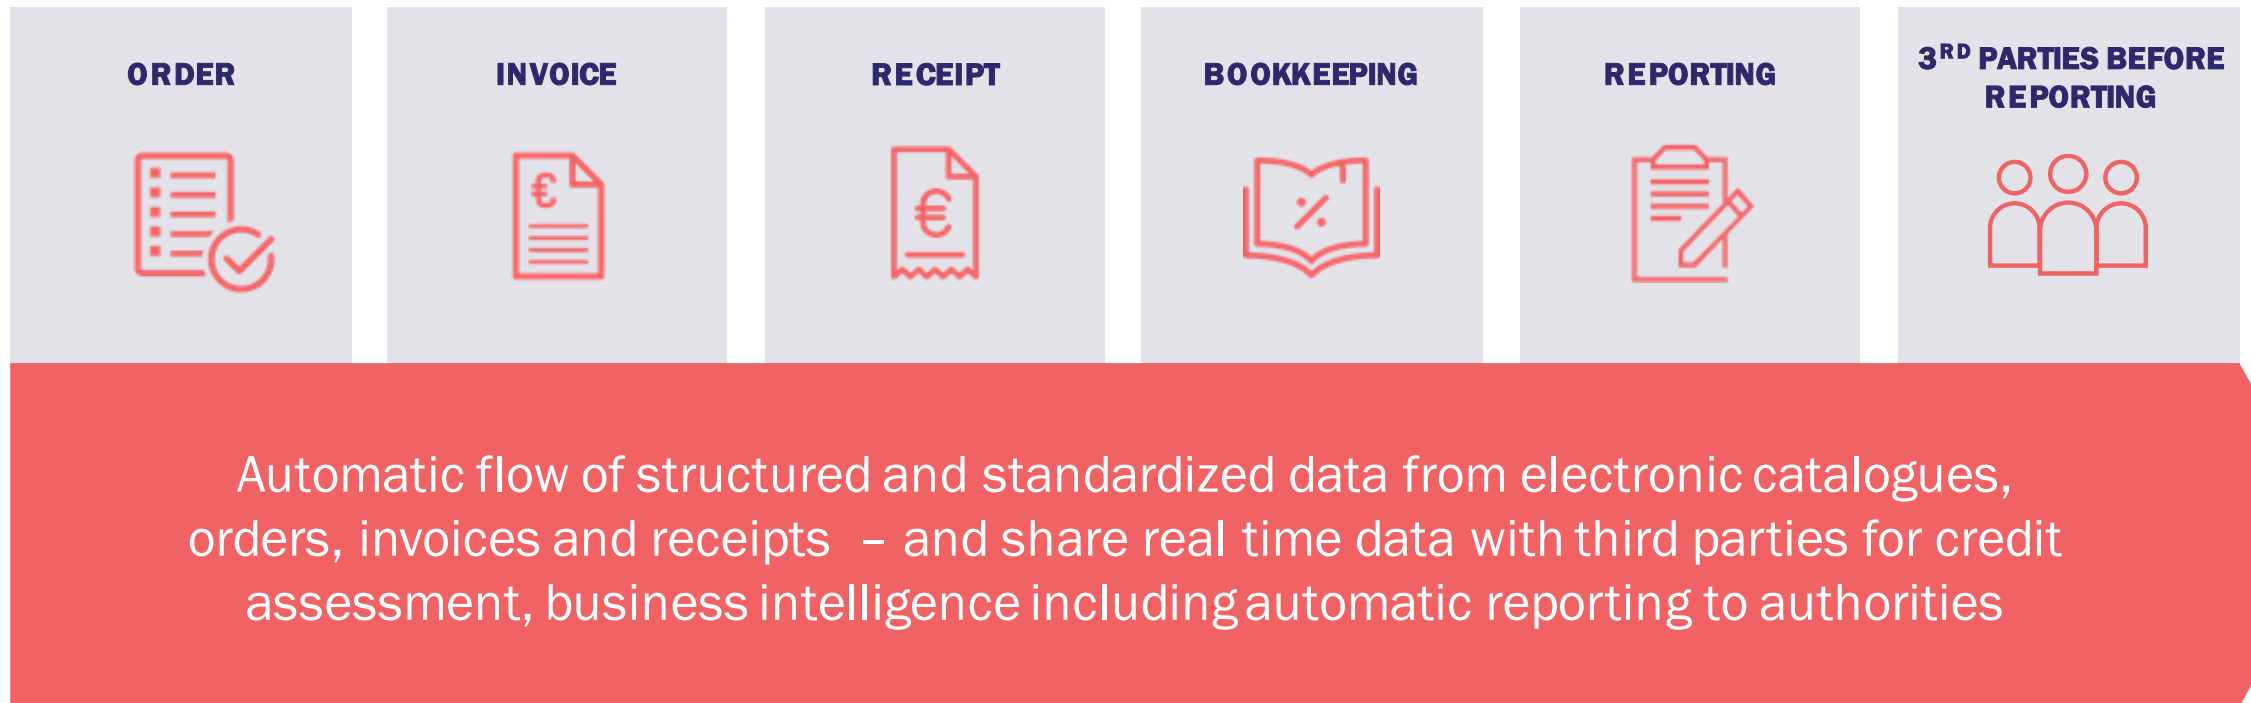 ORDER
INVOICE
RECEIPT
BOOKKEEPING
REPORTING
3RD PARTIES BEFORE
REPORTING
€
€
%
Automatic flow of structured and standardized data from electronic catalogues,
orders, invoices and receipts – and share real time data with third parties for credit
assessment, business intelligence including automatic reporting to authorities